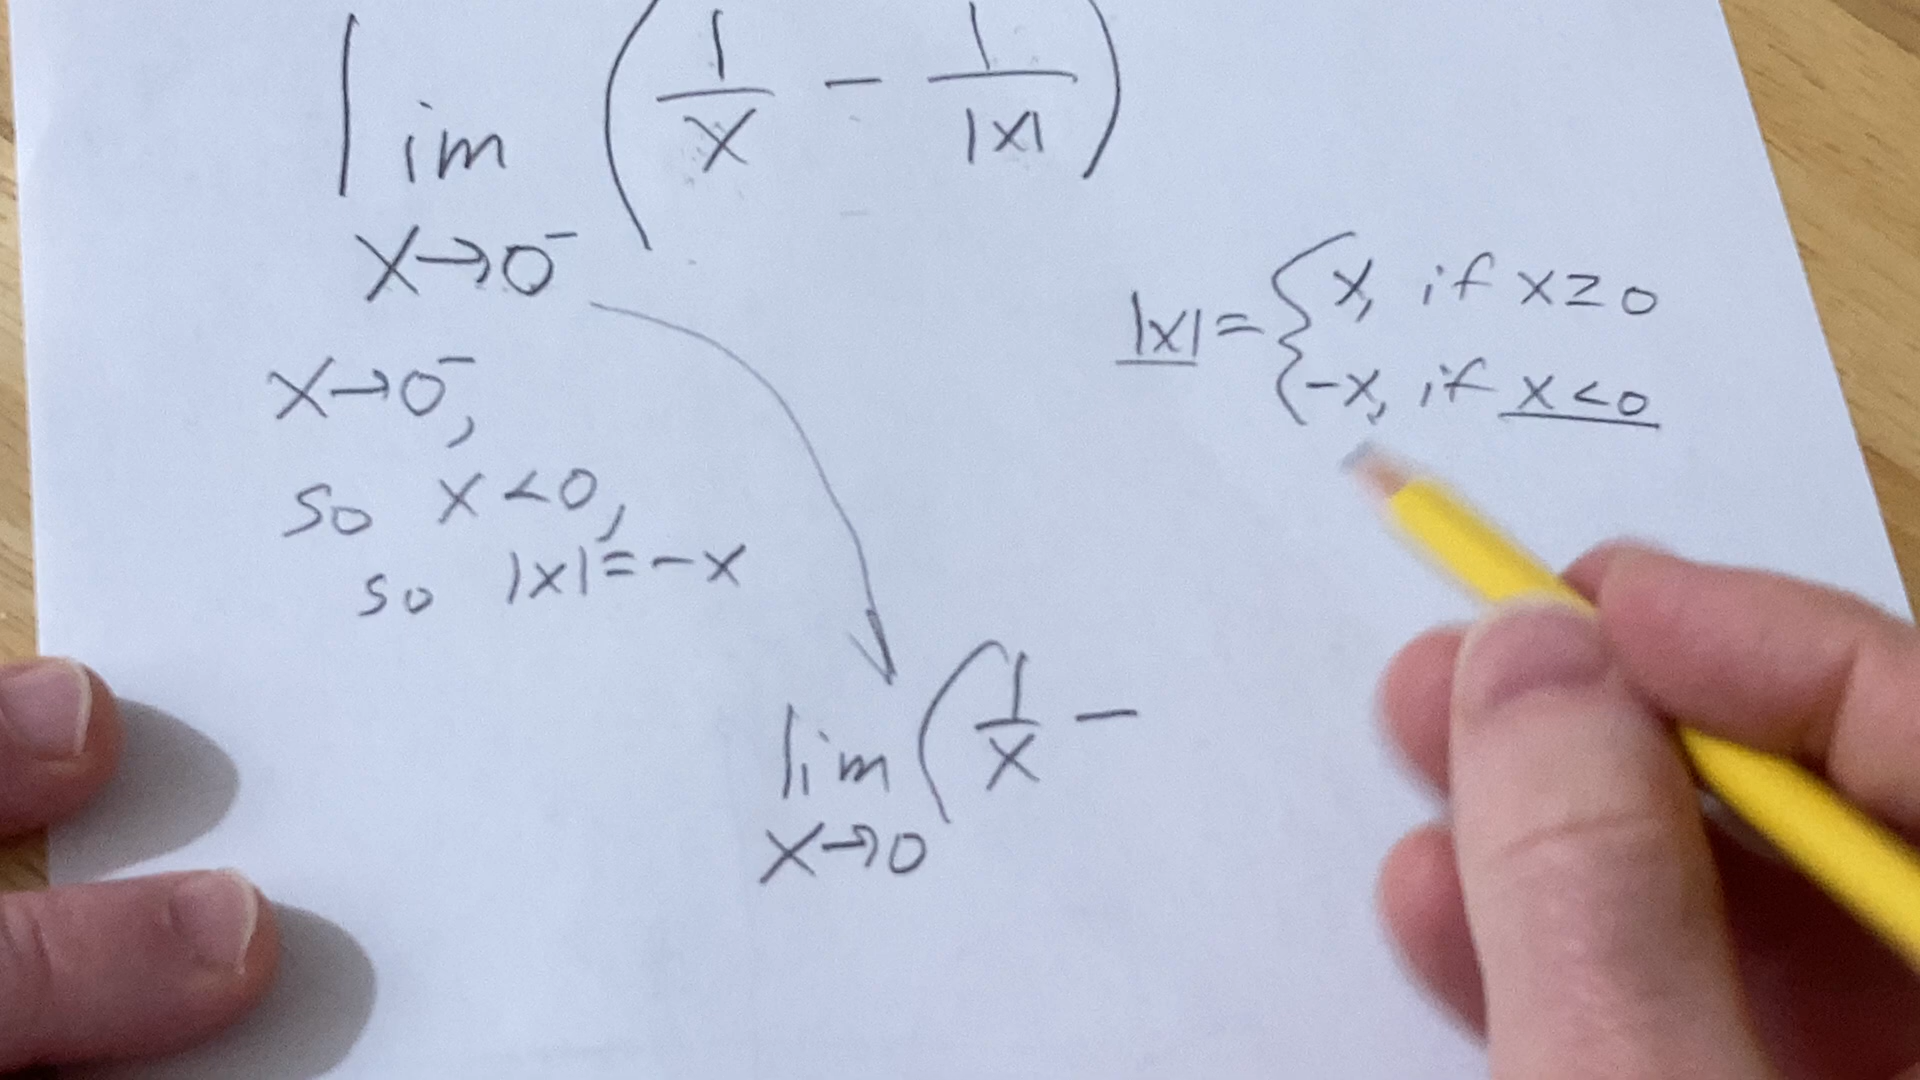 lim (1/x - 1/|x|)
x→0⁻
|x| = { x, if x ≥ 0
-x, if x < 0
x→0⁻,
so x < 0,
so |x| = -x
lim (1/x -
x→0